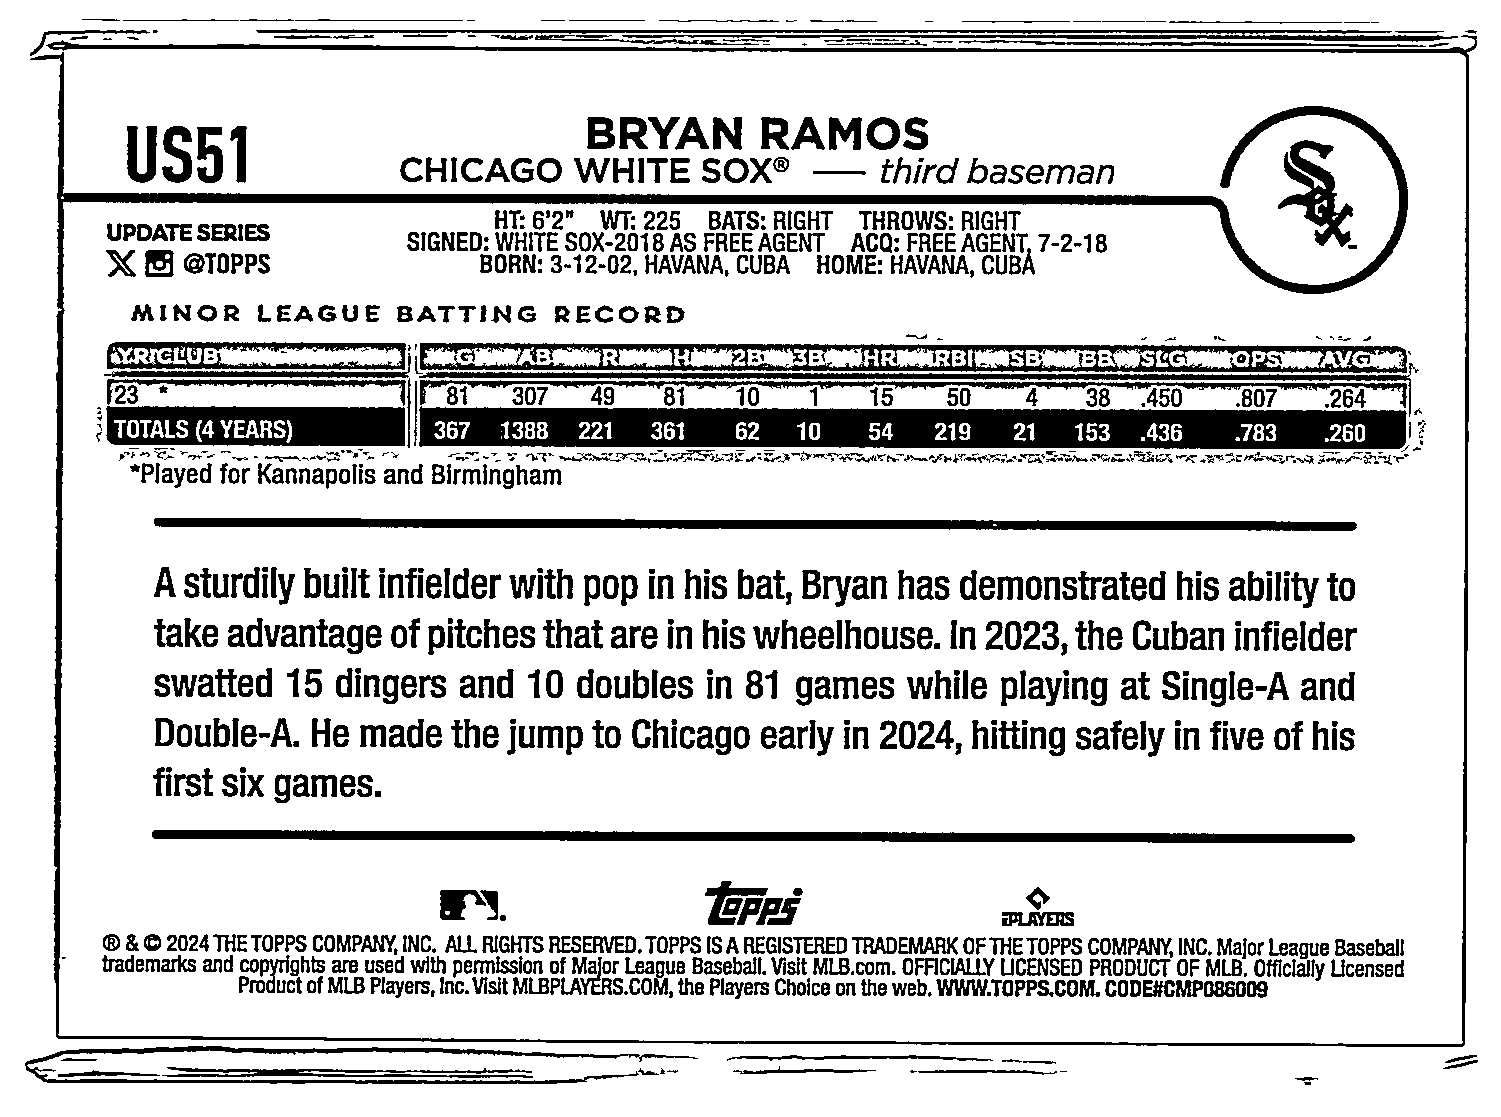 US51
BRYAN RAMOS
CHICAGO WHITE SOX® — third baseman
Sox
UPDATE SERIES
@TOPPS
HT: 6'2" WT: 225 BATS: RIGHT THROWS: RIGHT
SIGNED: WHITE SOX-2018 AS FREE AGENT ACQ: FREE AGENT, 7-2-18
BORN: 3-12-02, HAVANA, CUBA HOME: HAVANA, CUBA
MINOR LEAGUE BATTING RECORD
YR CLUB G AB R H 2B 3B HR RBI SB BB SLG OPS AVG
23 * 81 307 49 81 10 1 15 50 4 38 .450 .807 .264
TOTALS (4 YEARS) 367 1388 221 361 62 10 54 219 21 153 .436 .783 .260
*Played for Kannapolis and Birmingham
A sturdily built infielder with pop in his bat, Bryan has demonstrated his ability to
take advantage of pitches that are in his wheelhouse. In 2023, the Cuban infielder
swatted 15 dingers and 10 doubles in 81 games while playing at Single-A and
Double-A. He made the jump to Chicago early in 2024, hitting safely in five of his
first six games.
topps
PLAYERS
® & © 2024 THE TOPPS COMPANY, INC. ALL RIGHTS RESERVED. TOPPS IS A REGISTERED TRADEMARK OF THE TOPPS COMPANY, INC. Major League Baseball
trademarks and copyrights are used with permission of Major League Baseball. Visit MLB.com. OFFICIALLY LICENSED PRODUCT OF MLB. Officially Licensed
Product of MLB Players, Inc. Visit MLBPLAYERS.COM, the Players Choice on the web. WWW.TOPPS.COM. CODE#CMP086009